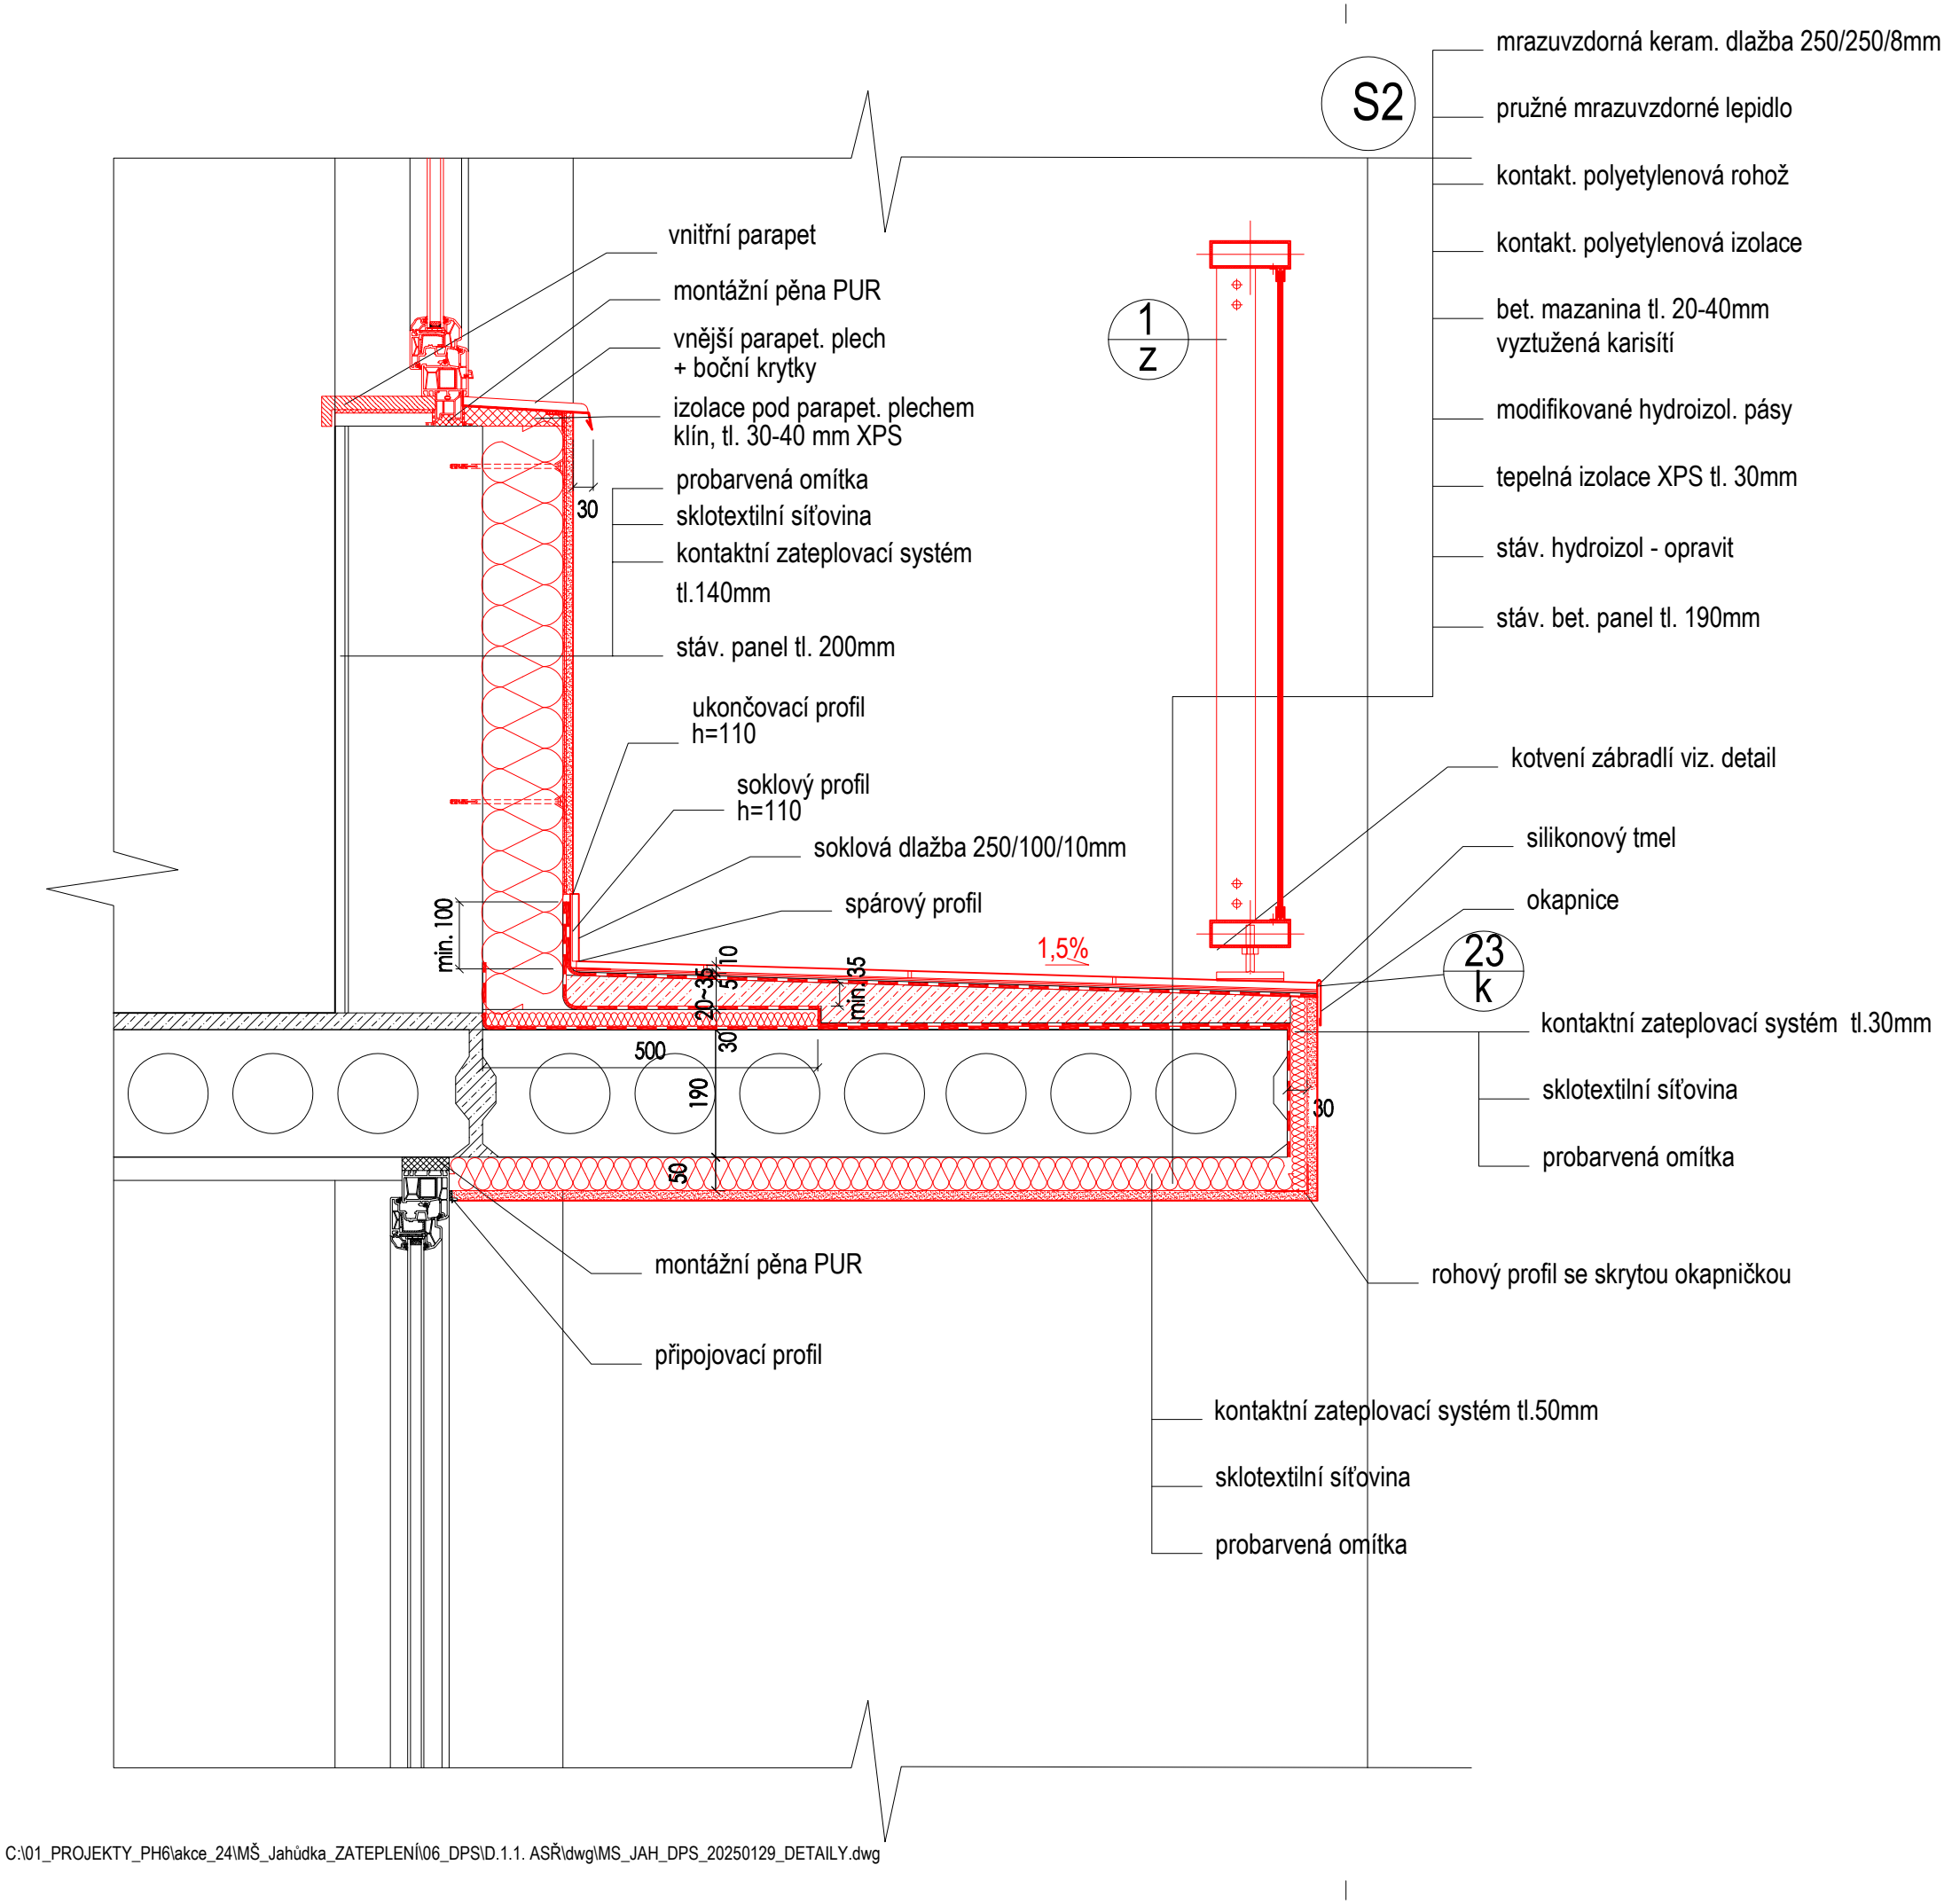 mrazuvzdorná keram. dlažba 250/250/8mm
S2
pružné mrazuvzdorné lepidlo
kontakt. polyetylenová rohož
kontakt. polyetylenová izolace
bet. mazanina tl. 20-40mm
vyztužená karisítí
modifikované hydroizol. pásy
tepelná izolace XPS tl. 30mm
stáv. hydroizol - opravit
stáv. bet. panel tl. 190mm
vnitřní parapet
montážní pěna PUR
vnější parapet. plech
+ boční krytky
izolace pod parapet. plechem
klín, tl. 30-40 mm XPS
probarvená omítka
sklotextilní síťovina
kontaktní zateplovací systém
tl.140mm
stáv. panel tl. 200mm
30
1
z
ukončovací profil
h=110
soklový profil
h=110
soklová dlažba 250/100/10mm
spárový profil
kotvení zábradlí viz. detail
silikonový tmel
okapnice
23
k
min. 100
1,5%
10
5
20~35
min. 35
30
500
190
50
30
kontaktní zateplovací systém tl.30mm
sklotextilní síťovina
probarvená omítka
rohový profil se skrytou okapničkou
montážní pěna PUR
připojovací profil
kontaktní zateplovací systém tl.50mm
sklotextilní síťovina
probarvená omítka
C:\01_PROJEKTY_PH6\akce_24\MŠ_Jahůdka_ZATEPLENÍ\06_DPS\D.1.1. ASŘ\dwg\MS_JAH_DPS_20250129_DETAILY.dwg